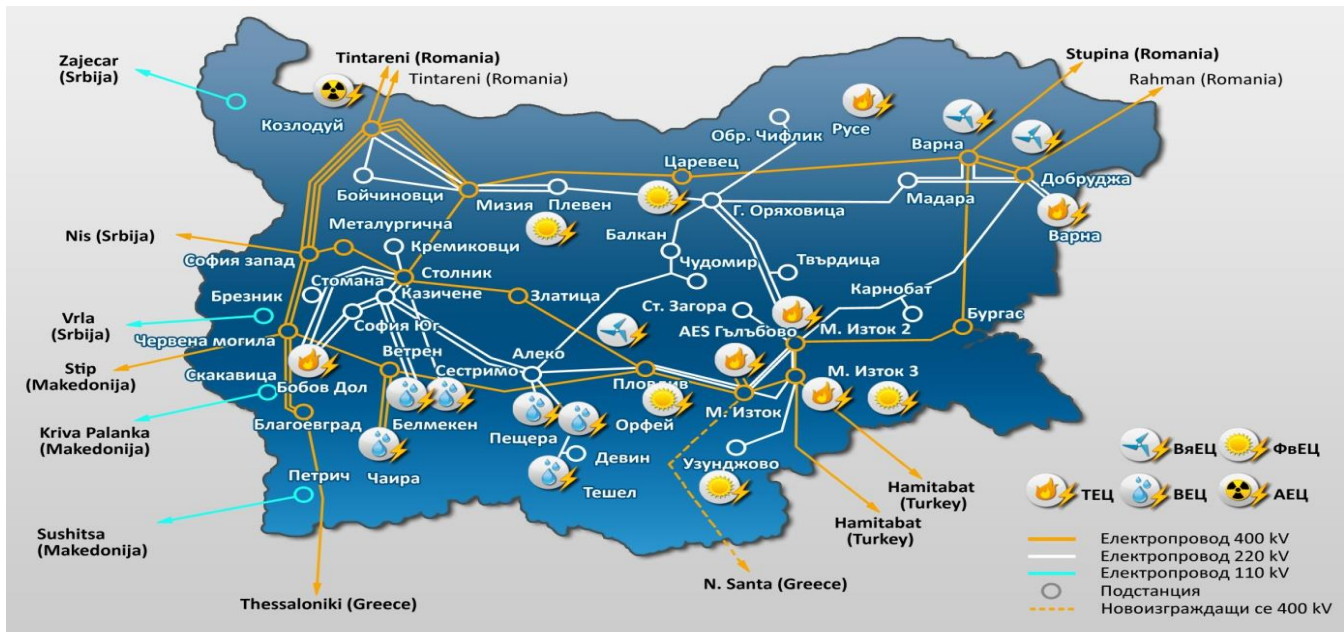 Zajecar
(Srbija)
Tintareni (Romania)
Tintareni (Romania)
Stupina (Romania)
Rahman (Romania)
Козлодуй
Обр. Чифлик
Русе
Варна
Царевец
Добруджа
Бойчиновци
Мизия
Плевен
Г. Оряховица
Мадара
Варна
Металургична
Nis (Srbija)
Кремиковци
Балкан
София запад
Столник
Чудомир
Твърдица
Стомана
Казичене
Златица
Карнобат
Брезник
Ст. Загора
Vrla
(Srbija)
София Юг
AES Гълъбово
М. Изток 2
Бургас
Червена могила
Ветрен
Алеко
Stip
(Makedonija)
Скакавица
Бобов Дол
Сестримо
Пловдив
М. Изток 3
Благоевград
Белмекен
Пещера
Орфей
М. Изток
Kriva Palanka
(Makedonija)
Девин
Узунджово
Петрич
Чаира
Тешел
Hamitabat
(Turkey)
Hamitabat
(Turkey)
Sushitsa
(Makedonija)
N. Santa (Greece)
Thessaloniki (Greece)
ВяЕЦ
ФвЕЦ
ТЕЦ
ВЕЦ
АЕЦ
Електропровод 400 kV
Електропровод 220 kV
Електропровод 110 kV
Подстанция
Новоизграждащи се 400 kV